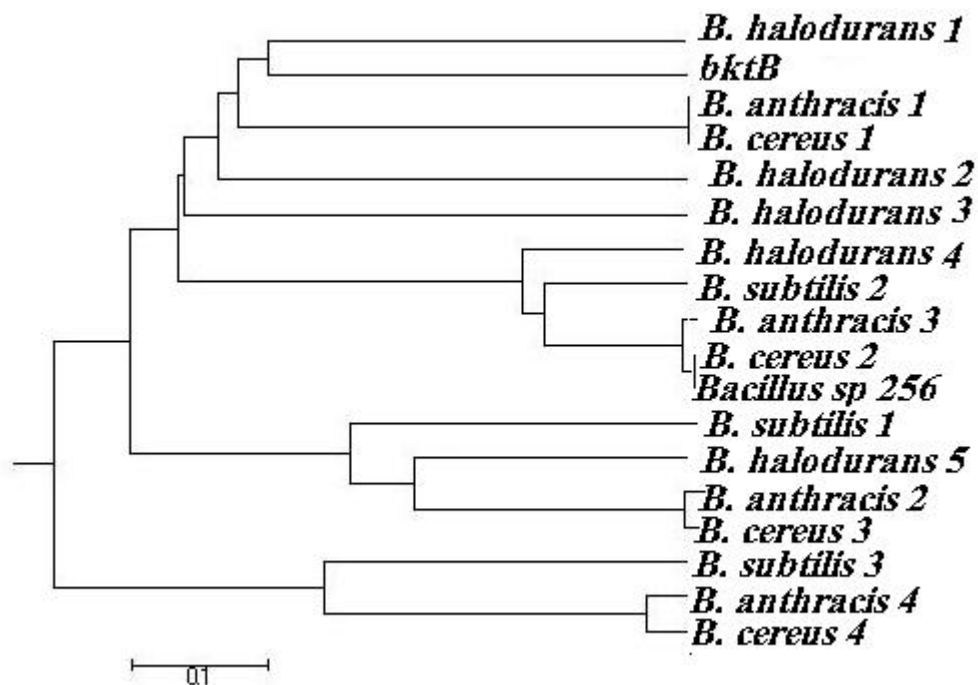 B. halodurans 1
bktB
B. anthracis 1
B. cereus 1
B. halodurans 2
B. halodurans 3
B. halodurans 4
B. subtilis 2
B. anthracis 3
B. cereus 2
Bacillus sp 256
B. subtilis 1
B. halodurans 5
B. anthracis 2
B. cereus 3
B. subtilis 3
B. anthracis 4
B. cereus 4
0.1